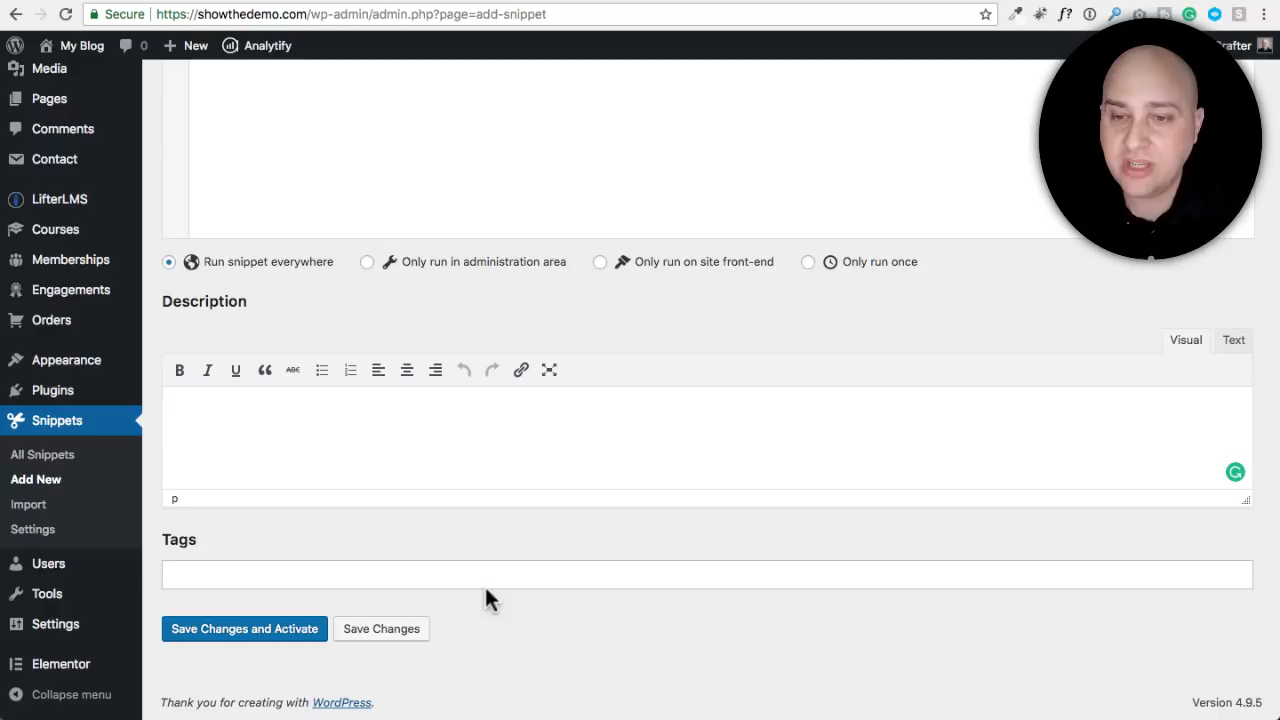 Secure https://showthedemo.com/wp-admin/admin.php?page=add-snippet
My Blog 0 New Analytify
Media
Pages
Comments
Contact
LifterLMS
Courses
Memberships
Engagements
Orders
Appearance
Plugins
Snippets
All Snippets
Add New
Import
Settings
Users
Tools
Settings
Elementor
Collapse menu
Run snippet everywhere Only run in administration area Only run on site front-end Only run once
Description
Visual Text
B I U ABC
p
Tags
Save Changes and Activate Save Changes
Thank you for creating with WordPress. Version 4.9.5